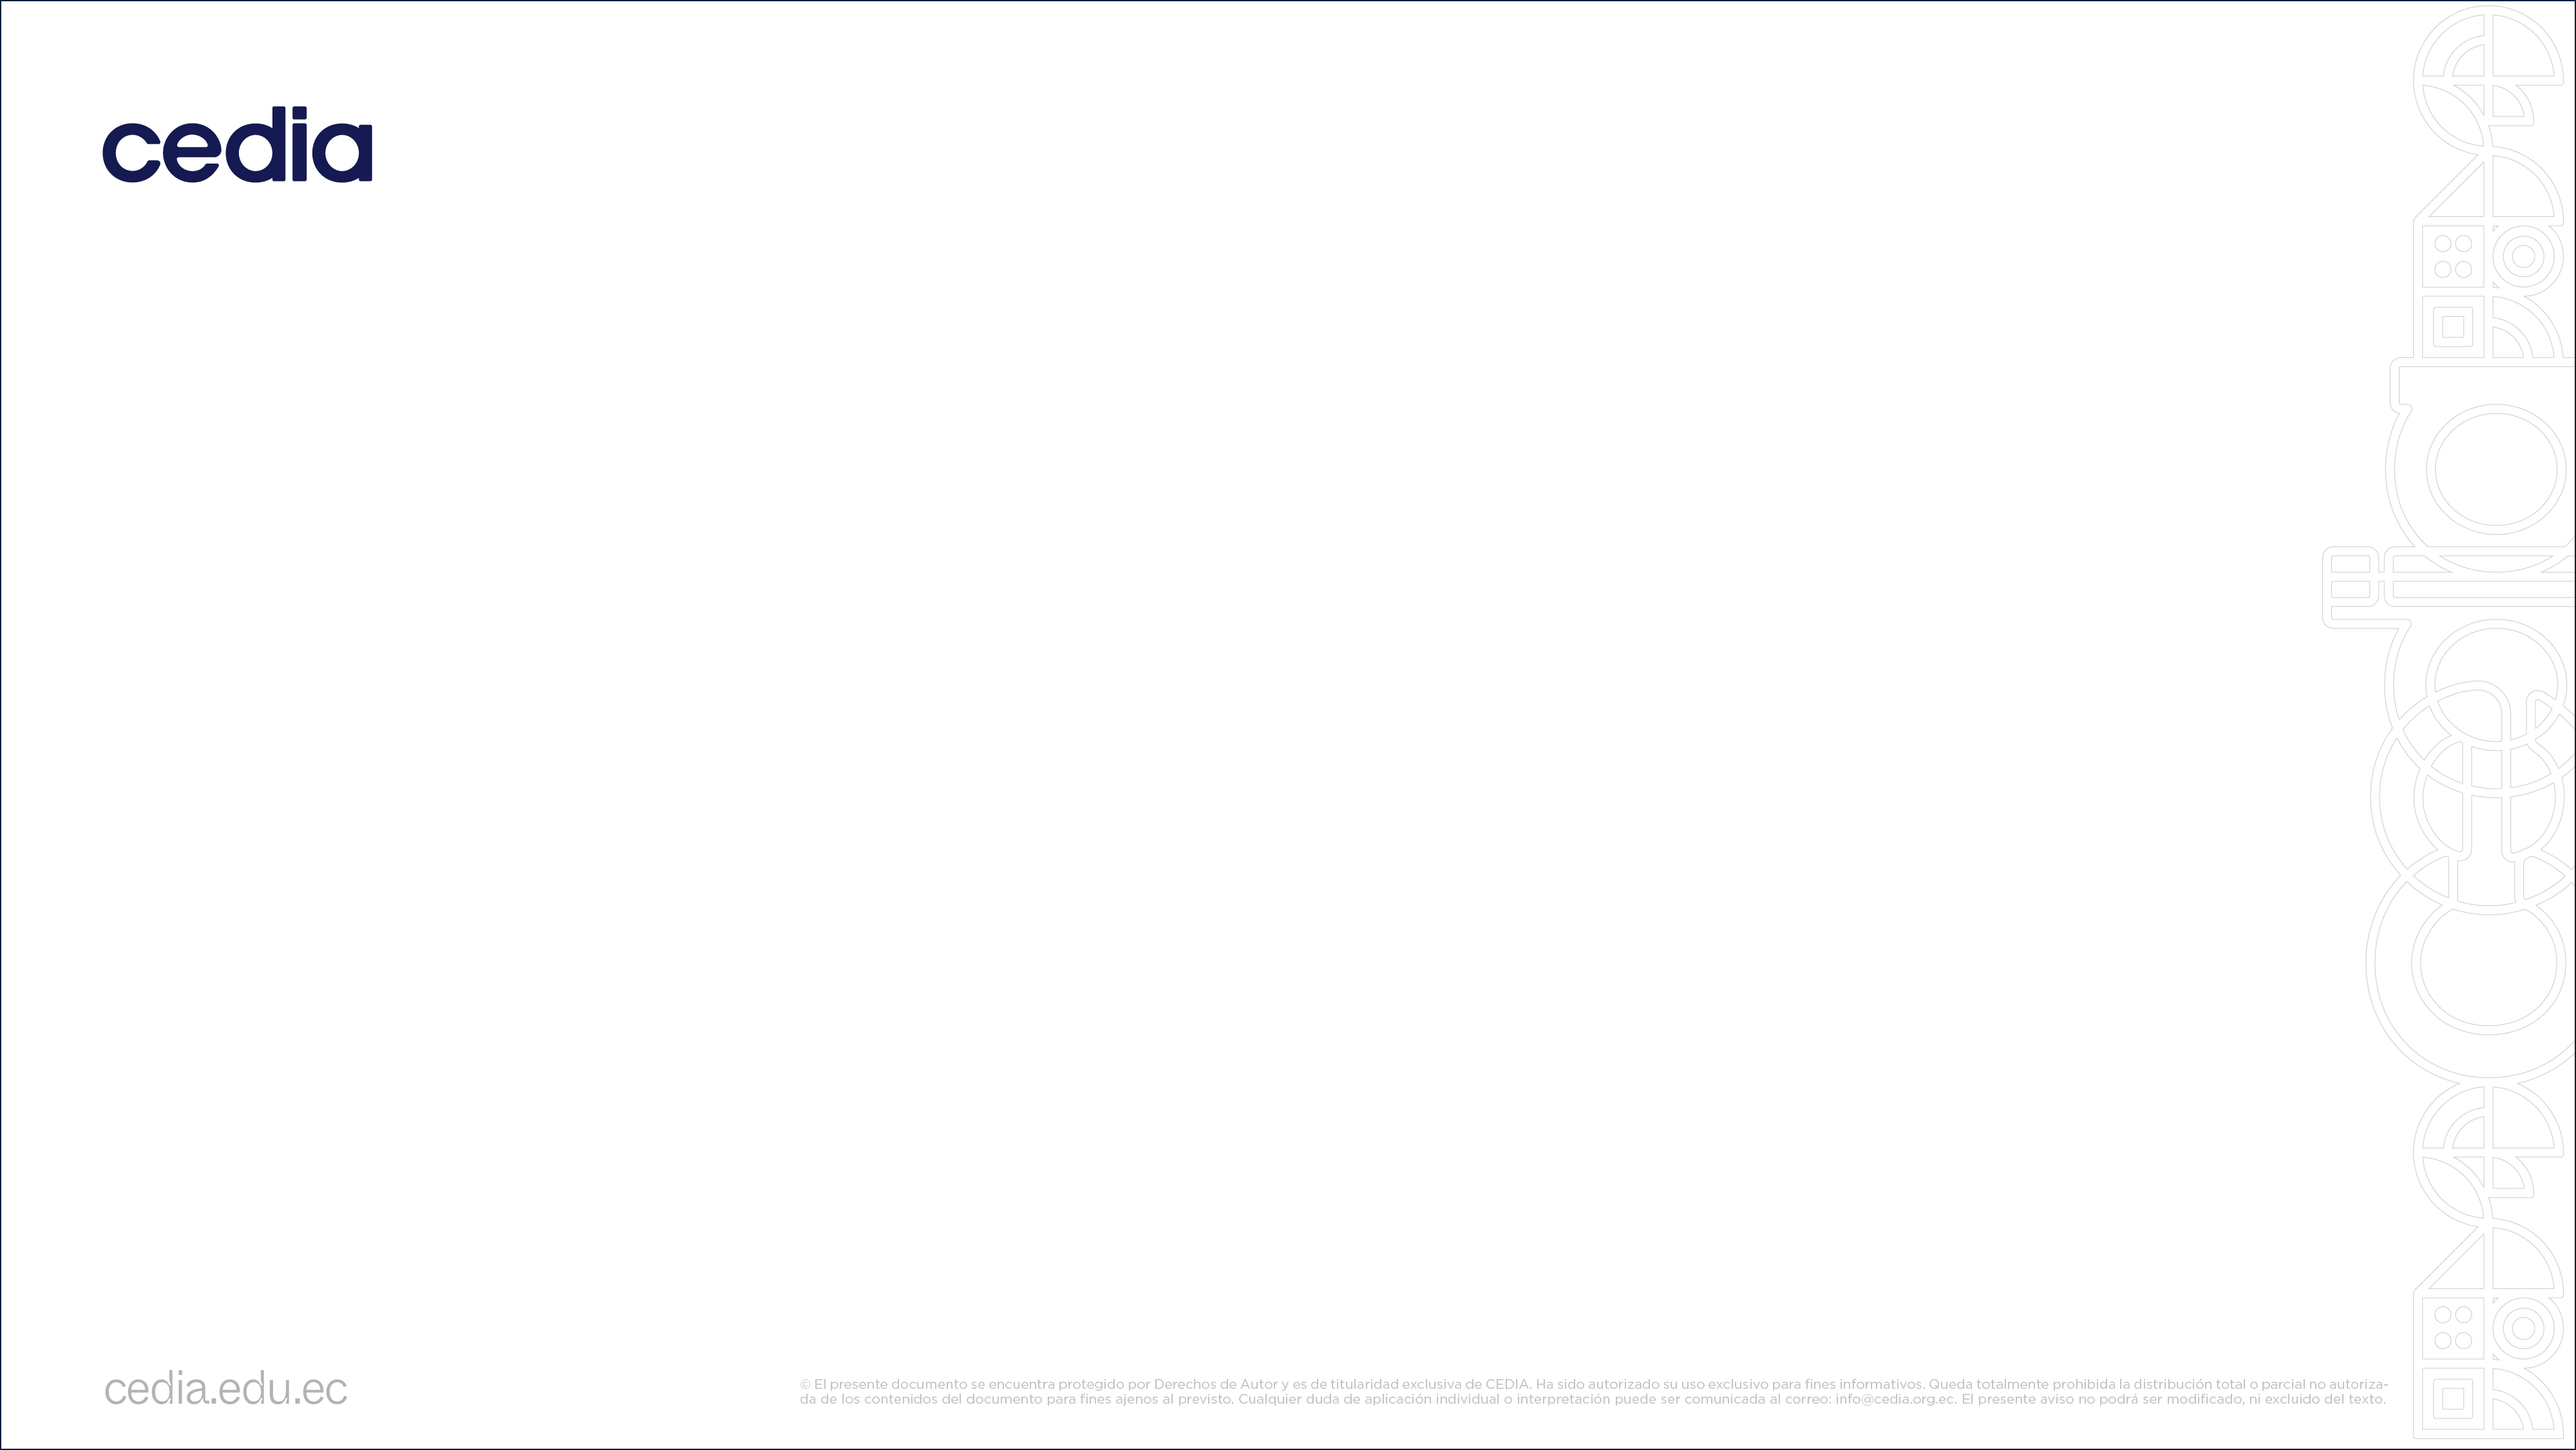 cedia
cedia.edu.ec
© El presente documento se encuentra protegido por Derechos de Autor y es de titularidad exclusiva de CEDIA. Ha sido autorizado su uso exclusivo para fines informativos. Queda totalmente prohibida la distribución total o parcial no autoriza-
da de los contenidos del documento para fines ajenos al previsto. Cualquier duda de aplicación individual o interpretación puede ser comunicada al correo: info@cedia.org.ec. El presente aviso no podrá ser modificado, ni excluido del texto.
cedia